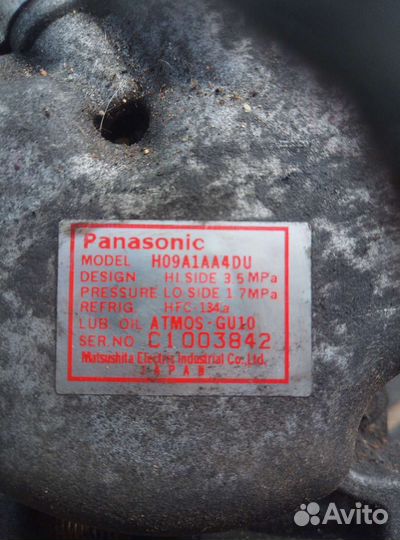 Panasonic
MODEL H09A1AA4DU
DESIGN HI SIDE 3.5MPa
PRESSURE LO SIDE 1.7MPa
REFRIG HFC-134a
LUB. OIL ATMOS-GU10
SER.NO C1003842
Matsushita Electric Industrial Co.,Ltd.
JAPAN
Avito